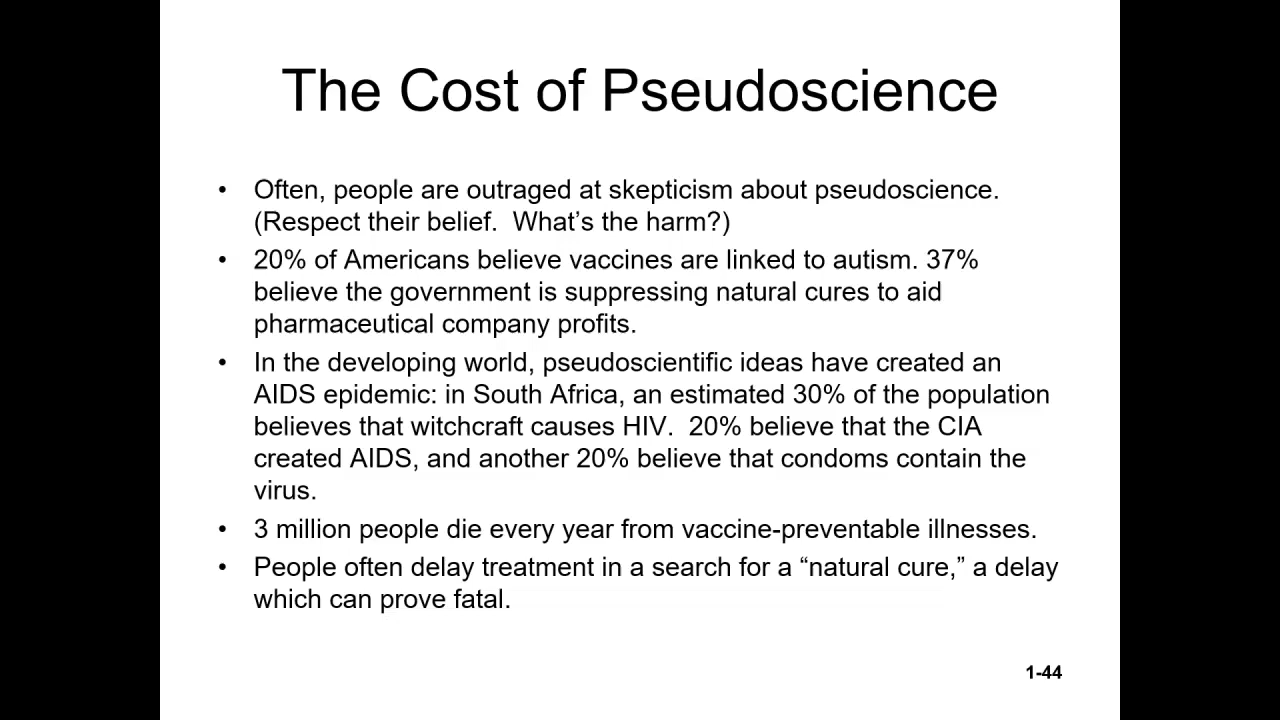 The Cost of Pseudoscience
• Often, people are outraged at skepticism about pseudoscience.
(Respect their belief.  What's the harm?)
• 20% of Americans believe vaccines are linked to autism. 37%
believe the government is suppressing natural cures to aid
pharmaceutical company profits.
• In the developing world, pseudoscientific ideas have created an
AIDS epidemic: in South Africa, an estimated 30% of the population
believes that witchcraft causes HIV.  20% believe that the CIA
created AIDS, and another 20% believe that condoms contain the
virus.
• 3 million people die every year from vaccine-preventable illnesses.
• People often delay treatment in a search for a “natural cure,” a delay
which can prove fatal.
1-44